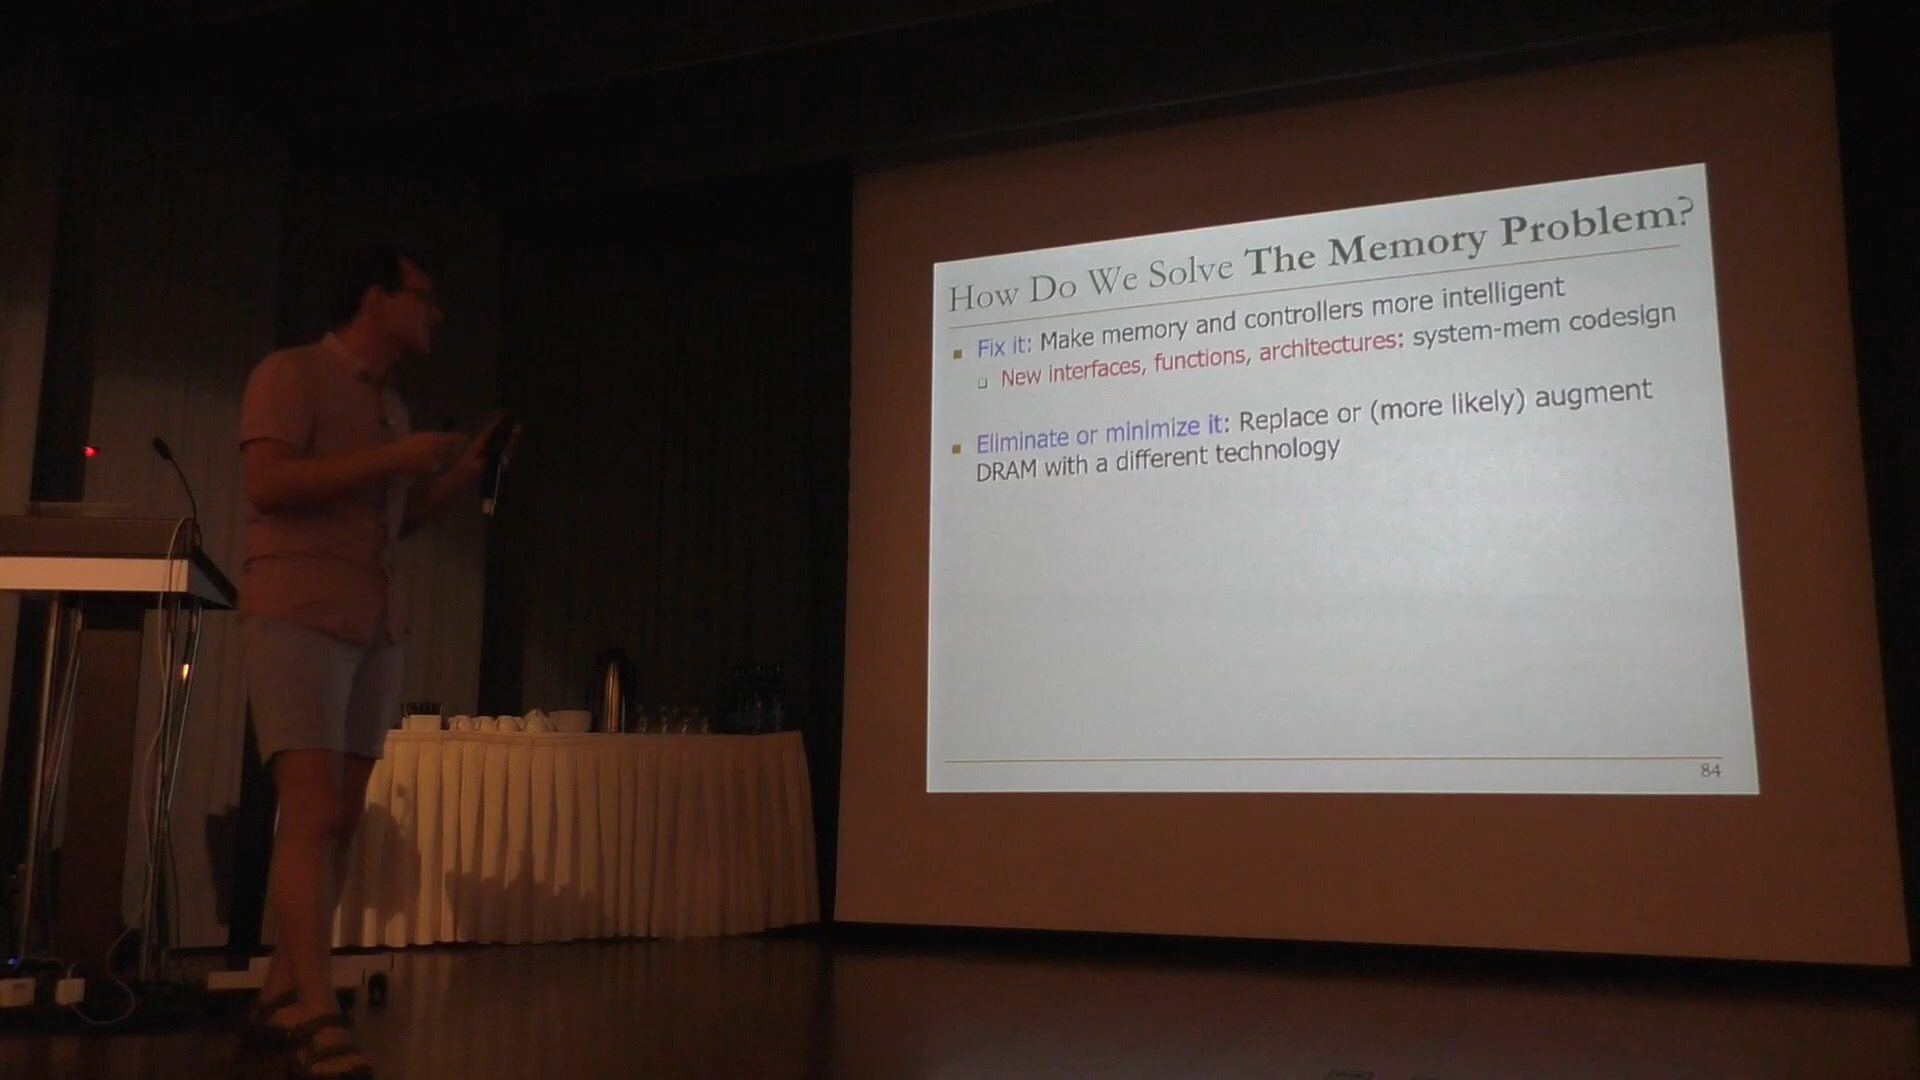 How Do We Solve The Memory Problem?
Fix it: Make memory and controllers more intelligent
New interfaces, functions, architectures: system-mem codesign
Eliminate or minimize it: Replace or (more likely) augment
DRAM with a different technology
84